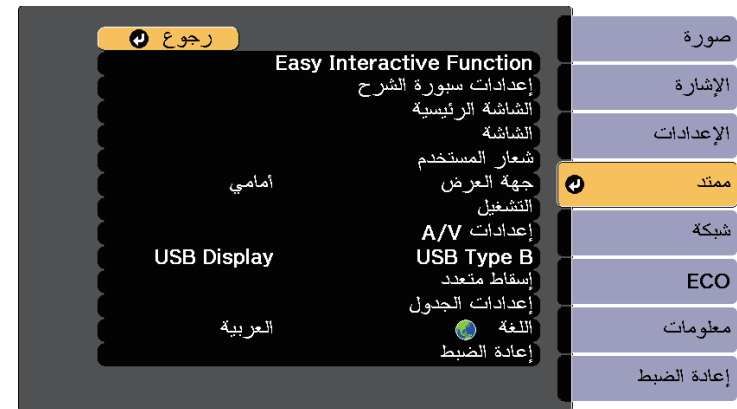 صورة
الإشارة
الإعدادات
ممتد
شبكة
ECO
معلومات
إعادة الضبط
رجوع
Easy Interactive Function
إعدادات سبورة الشرح
الشاشة الرئيسية
الشاشة
شعار المستخدم
جهة العرض أمامي
التشغيل
إعدادات A/V
USB Type B USB Display
إسقاط متعدد
إعدادات الجدول
اللغة العربية
إعادة الضبط